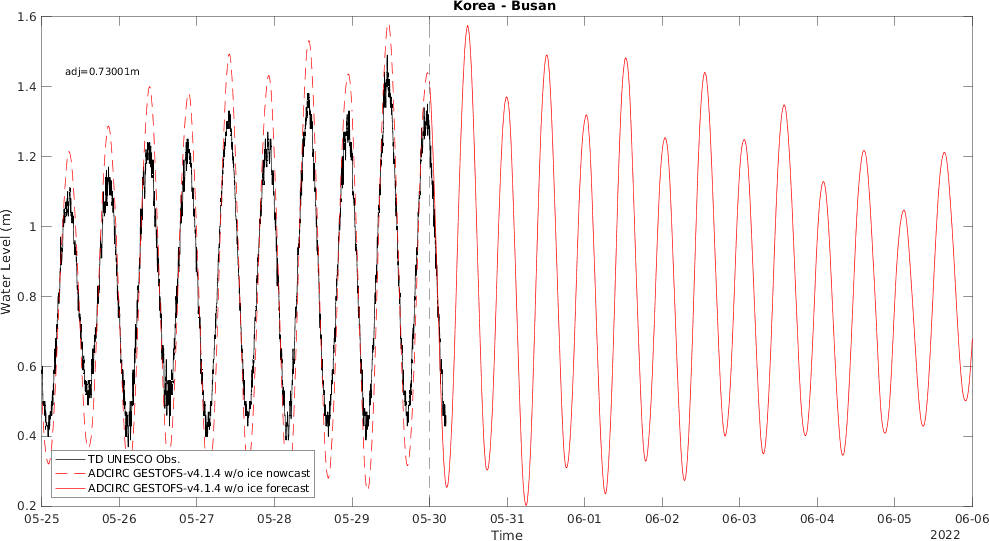 Korea - Busan
1.6
1.4
1.2
1
0.8
0.6
0.4
0.2
Water Level (m)
adj=0.73001m
TD UNESCO Obs.
ADCIRC GESTOFS-v4.1.4 w/o ice nowcast
ADCIRC GESTOFS-v4.1.4 w/o ice forecast
05-25 05-26 05-27 05-28 05-29 05-30 05-31 06-01 06-02 06-03 06-04 06-05 06-06
Time
2022